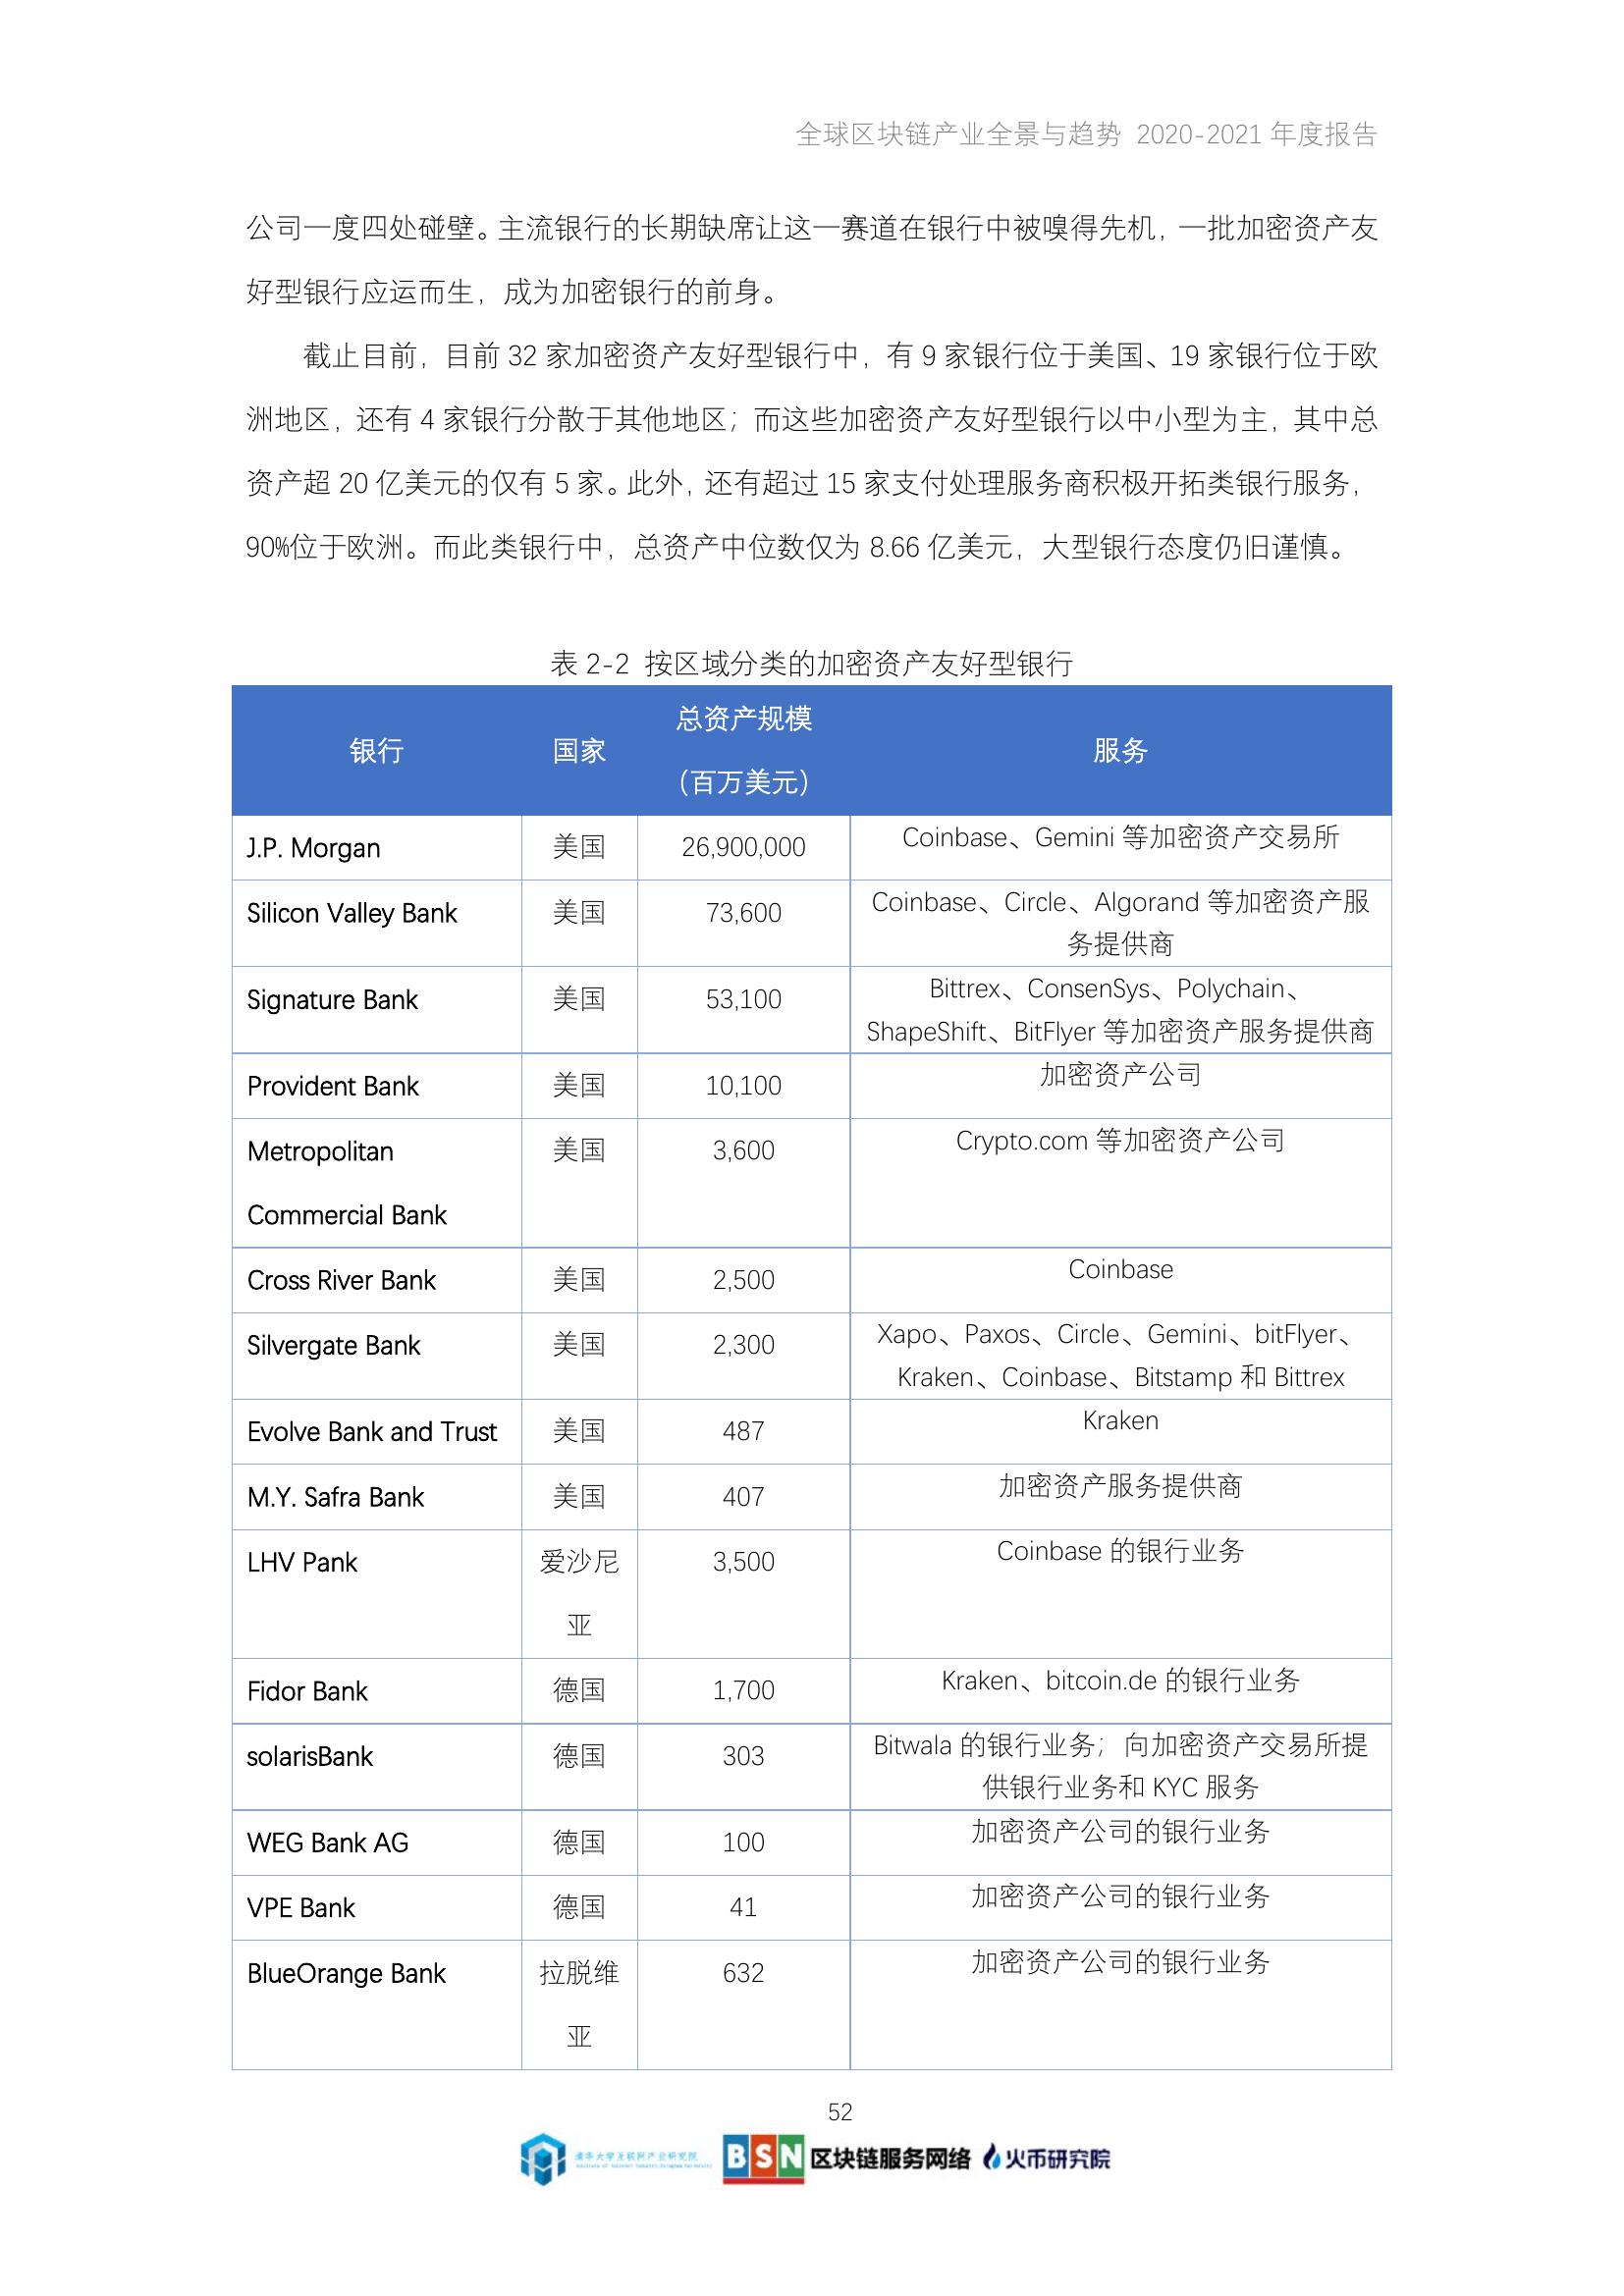 全球区块链产业全景与趋势 2020-2021 年度报告
公司一度四处碰壁。主流银行的长期缺席让这一赛道在银行中被嗅得先机，一批加密资产友
好型银行应运而生，成为加密银行的前身。
截止目前，目前 32 家加密资产友好型银行中，有 9 家银行位于美国、19 家银行位于欧
洲地区，还有 4 家银行分散于其他地区；而这些加密资产友好型银行以中小型为主，其中总
资产超 20 亿美元的仅有 5 家。此外，还有超过 15 家支付处理服务商积极开拓类银行服务，
90%位于欧洲。而此类银行中，总资产中位数仅为 8.66 亿美元，大型银行态度仍旧谨慎。
表 2-2 按区域分类的加密资产友好型银行
银行 国家 总资产规模 服务
（百万美元）
J.P. Morgan 美国 26,900,000 Coinbase、Gemini 等加密资产交易所
Silicon Valley Bank 美国 73,600 Coinbase、Circle、Algorand 等加密资产服
务提供商
Signature Bank 美国 53,100 Bittrex、ConsenSys、Polychain、
ShapeShift、BitFlyer 等加密资产服务提供商
Provident Bank 美国 10,100 加密资产公司
Metropolitan 美国 3,600 Crypto.com 等加密资产公司
Commercial Bank
Cross River Bank 美国 2,500 Coinbase
Silvergate Bank 美国 2,300 Xapo、Paxos、Circle、Gemini、bitFlyer、
Kraken、Coinbase、Bitstamp 和 Bittrex
Evolve Bank and Trust 美国 487 Kraken
M.Y. Safra Bank 美国 407 加密资产服务提供商
LHV Pank 爱沙尼 3,500 Coinbase 的银行业务
亚
Fidor Bank 德国 1,700 Kraken、bitcoin.de 的银行业务
solarisBank 德国 303 Bitwala 的银行业务；向加密资产交易所提
供银行业务和 KYC 服务
WEG Bank AG 德国 100 加密资产公司的银行业务
VPE Bank 德国 41 加密资产公司的银行业务
BlueOrange Bank 拉脱维 632 加密资产公司的银行业务
亚
52
清华大学互联网产业研究院 BSN 区块链服务网络 火币研究院